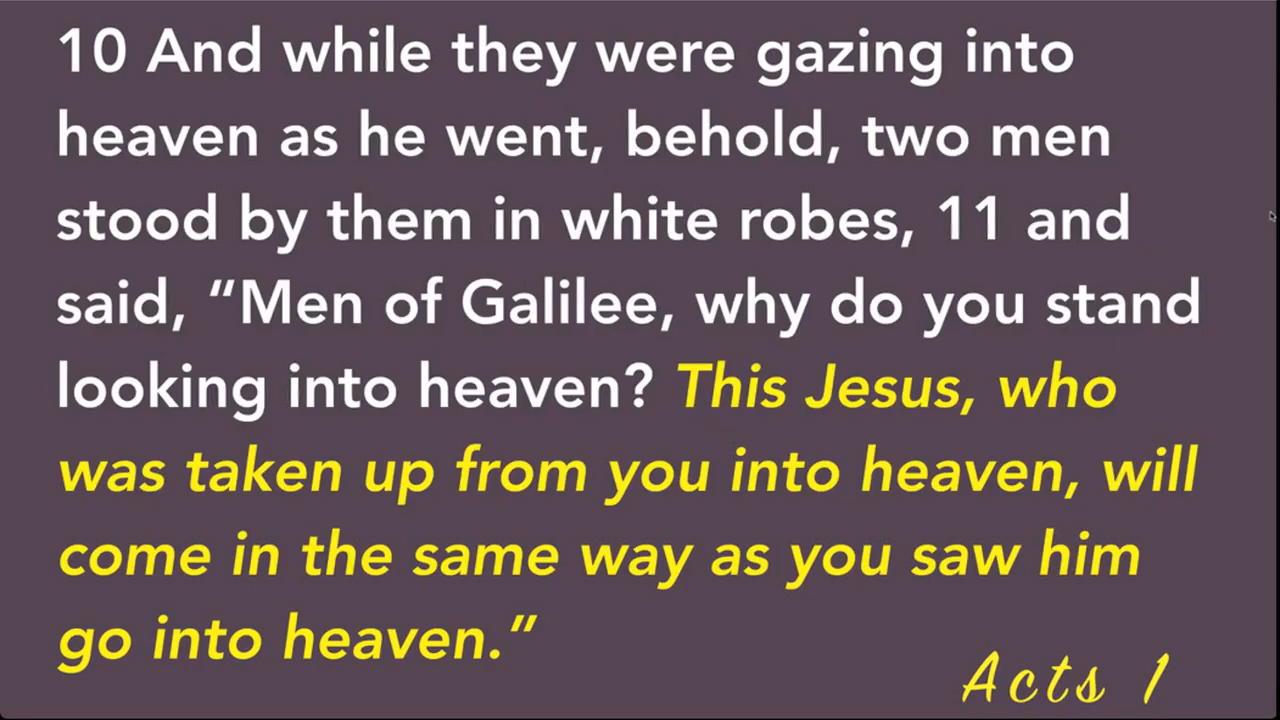 10 And while they were gazing into
heaven as he went, behold, two men
stood by them in white robes, 11 and
said, “Men of Galilee, why do you stand
looking into heaven? This Jesus, who
was taken up from you into heaven, will
come in the same way as you saw him
go into heaven.”
Acts 1